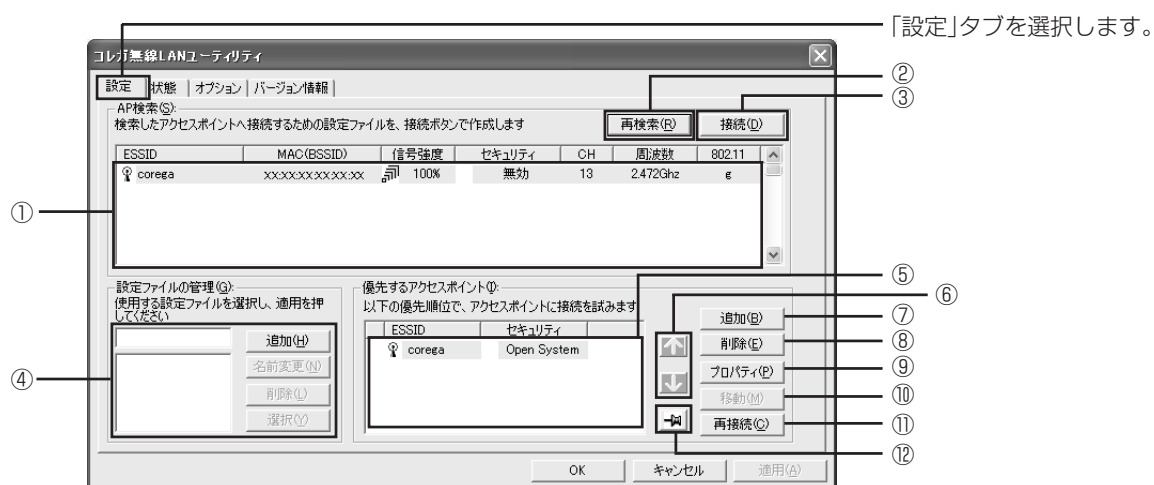 「設定」タブを選択します。
コレガ無線LANユーティリティ
設定 状態 オプション バージョン情報
②
③
AP検索(S):
検索したアクセスポイントへ接続するための設定ファイルを、接続ボタンで作成します 再検索(R) 接続(D)
ESSID MAC(BSSID) 信号強度 セキュリティ CH 周波数 802.11
corega xx:xx:xx:xx:xx:xx 100% 無効 13 2.472Ghz g
①
設定ファイルの管理(G):
使用する設定ファイルを選択し、適用を押
してください
追加(H)
名前変更(N)
削除(L)
選択(Y)
④
優先するアクセスポイント(I):
以下の優先順位で、アクセスポイントに接続を試みます
ESSID セキュリティ
corega Open System
⑤
⑥
追加(B) ⑦
削除(E) ⑧
プロパティ(P) ⑨
移動(M) ⑩
再接続(C) ⑪
⑫
OK キャンセル 適用(A)